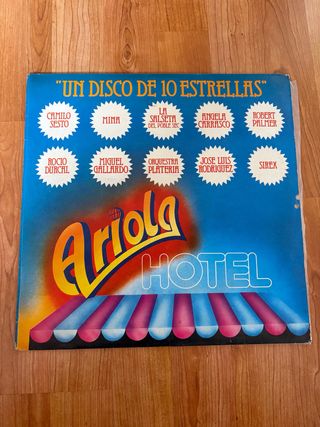 "UN DISCO DE 10 ESTRELLAS"
CAMILO
SESTO
MINA
LA
SALSETA
DEL POBLE SEC
ANGELA
CARRASCO
ROBERT
PALMER
ROCIO
DURCAL
MIGUEL
GALLARDO
ORQUESTRA
PLATERIA
JOSE LUIS
RODRIGUEZ
SIREX
Ariola
HOTEL